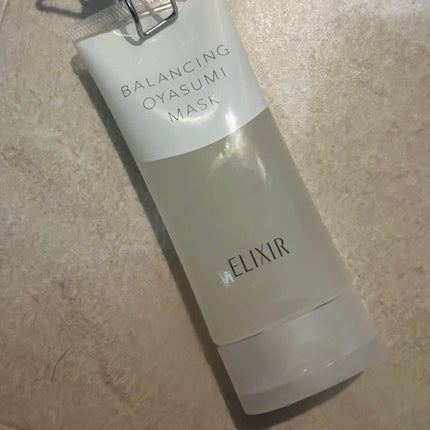 BALANCING
OYASUMI
MASK
ELIXIR